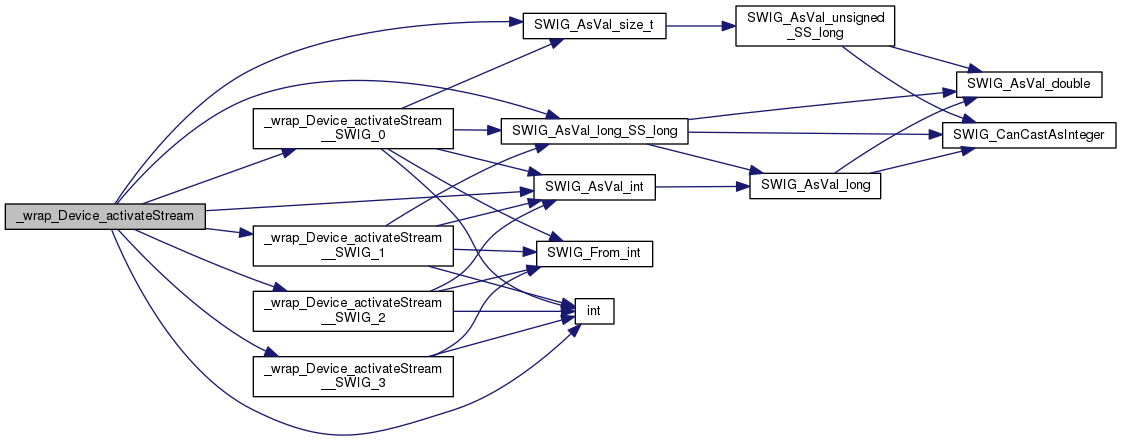 _wrap_Device_activateStream
_wrap_Device_activateStream
__SWIG_0
_wrap_Device_activateStream
__SWIG_1
_wrap_Device_activateStream
__SWIG_2
_wrap_Device_activateStream
__SWIG_3
SWIG_AsVal_size_t
SWIG_AsVal_long_SS_long
SWIG_AsVal_int
SWIG_From_int
int
SWIG_AsVal_unsigned
_SS_long
SWIG_AsVal_long
SWIG_AsVal_double
SWIG_CanCastAsInteger